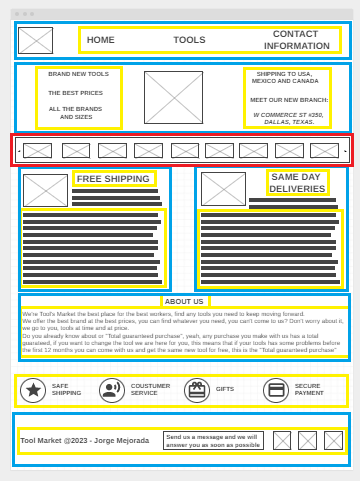 HOME TOOLS CONTACT
INFORMATION
BRAND NEW TOOLS
THE BEST PRICES
ALL THE BRANDS
AND SIZES
SHIPPING TO USA,
MEXICO AND CANADA
MEET OUR NEW BRANCH:
W COMMERCE ST #350,
DALLAS, TEXAS.
FREE SHIPPING
SAME DAY
DELIVERIES
ABOUT US
We're Tool's Market the best place for worker, and for workers, find any tools you need to keep moving forward.
We offer the best brand at the best prices, you can find whatever you need, you can't come to us? Don't worry about it,
we go to you, tools at time and at price.
Do you already know about or "Total guaranteed purchase", yeah, any purchase you make with us has a total
guaranteed, if you want to change the tool we are here for you, this means that if your tools has some problems before
the first 12 months you can come with us and get the same new tool for free, this is the "Total guaranteed purchase"
SAFE
SHIPPING
COUSTUMER
SERVICE
GIFTS
SECURE
PAYMENT
Tool Market @2023 - Jorge Mejorada
Send us a message and we will
answer you as soon as possible